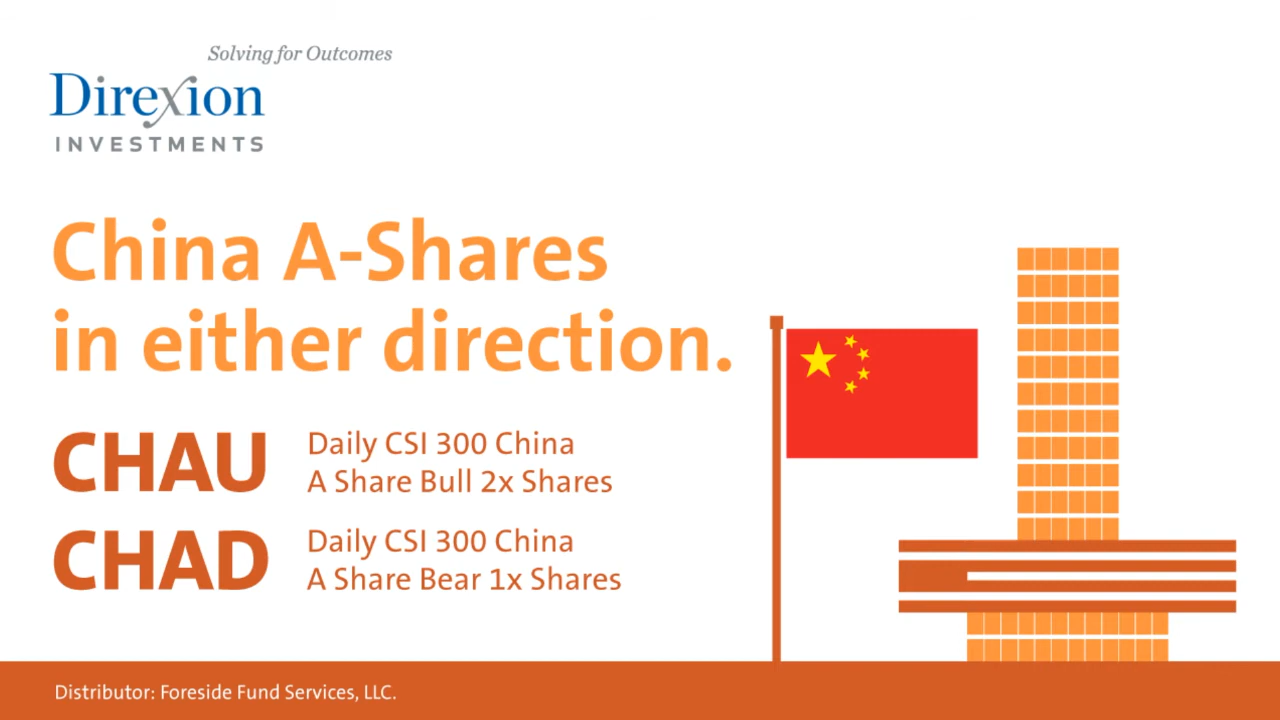 Solving for Outcomes
Direxion
INVESTMENTS
China A-Shares
in either direction.
CHAU
Daily CSI 300 China
A Share Bull 2x Shares
CHAD
Daily CSI 300 China
A Share Bear 1x Shares
Distributor: Foreside Fund Services, LLC.